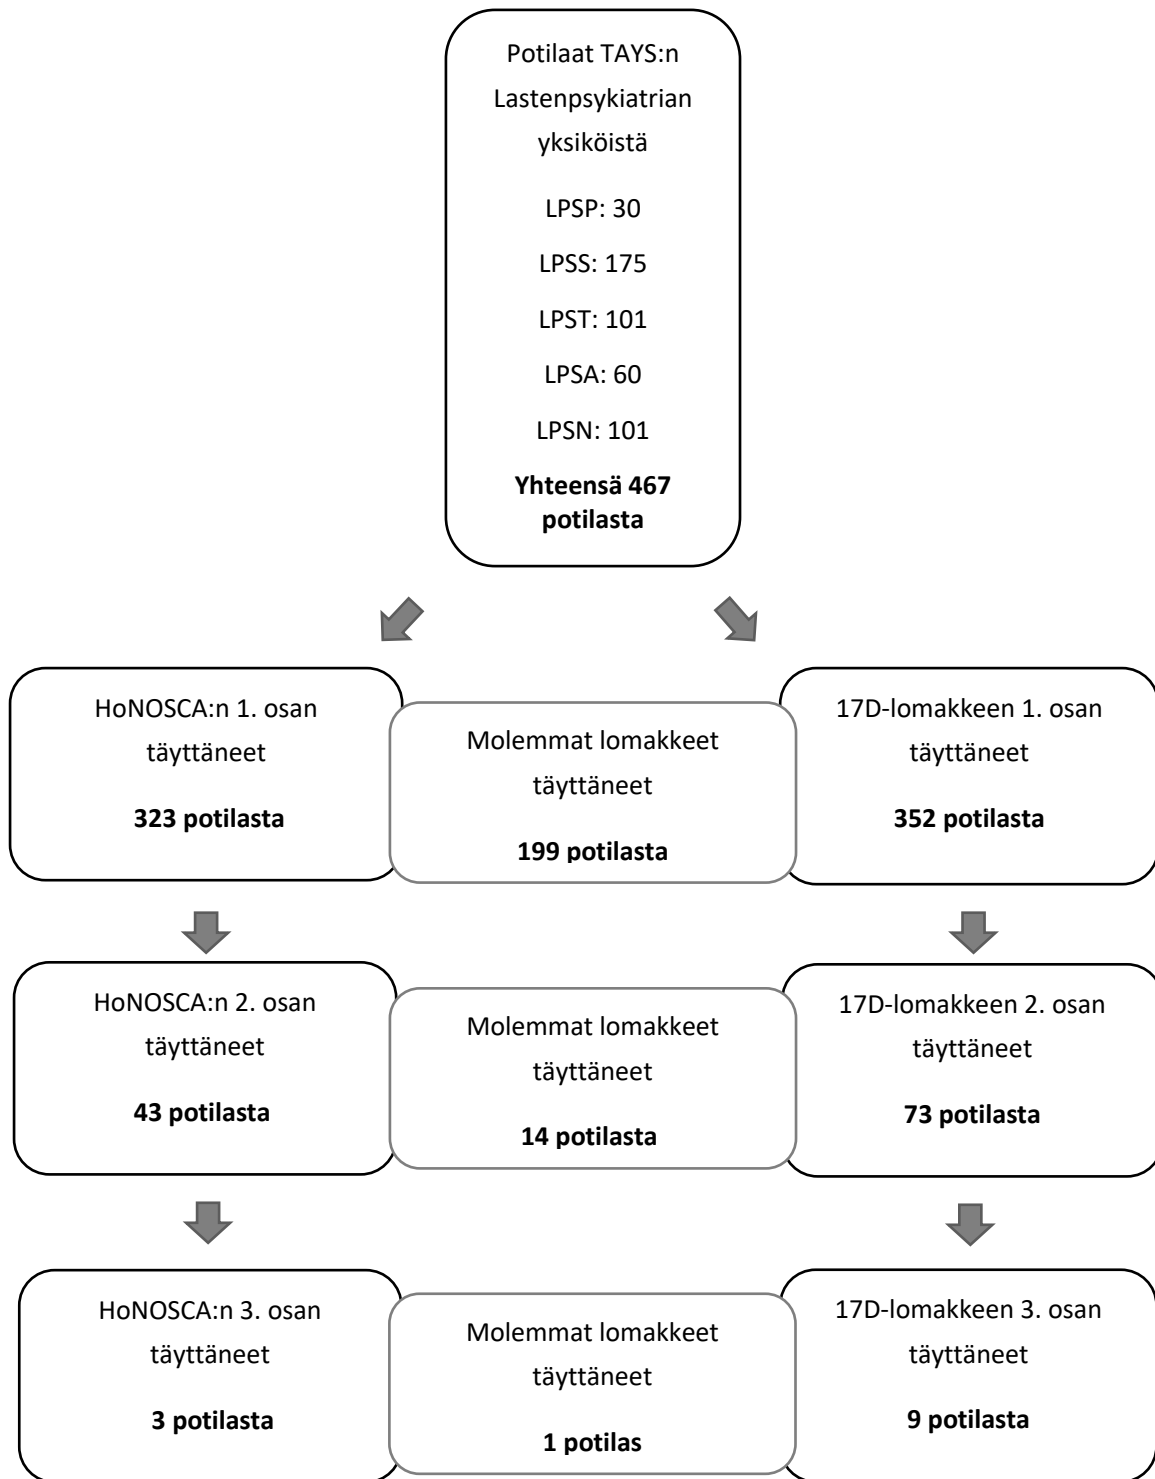 Potilaat TAYS:n
Lastenpsykiatrian
yksiköistä
LPSP: 30
LPSS: 175
LPST: 101
LPSA: 60
LPSN: 101
Yhteensä 467
potilasta
HoNOSCA:n 1. osan
täyttäneet
323 potilasta
Molemmat lomakkeet
täyttäneet
199 potilasta
17D-lomakkeen 1. osan
täyttäneet
352 potilasta
HoNOSCA:n 2. osan
täyttäneet
43 potilasta
Molemmat lomakkeet
täyttäneet
14 potilasta
17D-lomakkeen 2. osan
täyttäneet
73 potilasta
HoNOSCA:n 3. osan
täyttäneet
3 potilasta
Molemmat lomakkeet
täyttäneet
1 potilas
17D-lomakkeen 3. osan
täyttäneet
9 potilasta